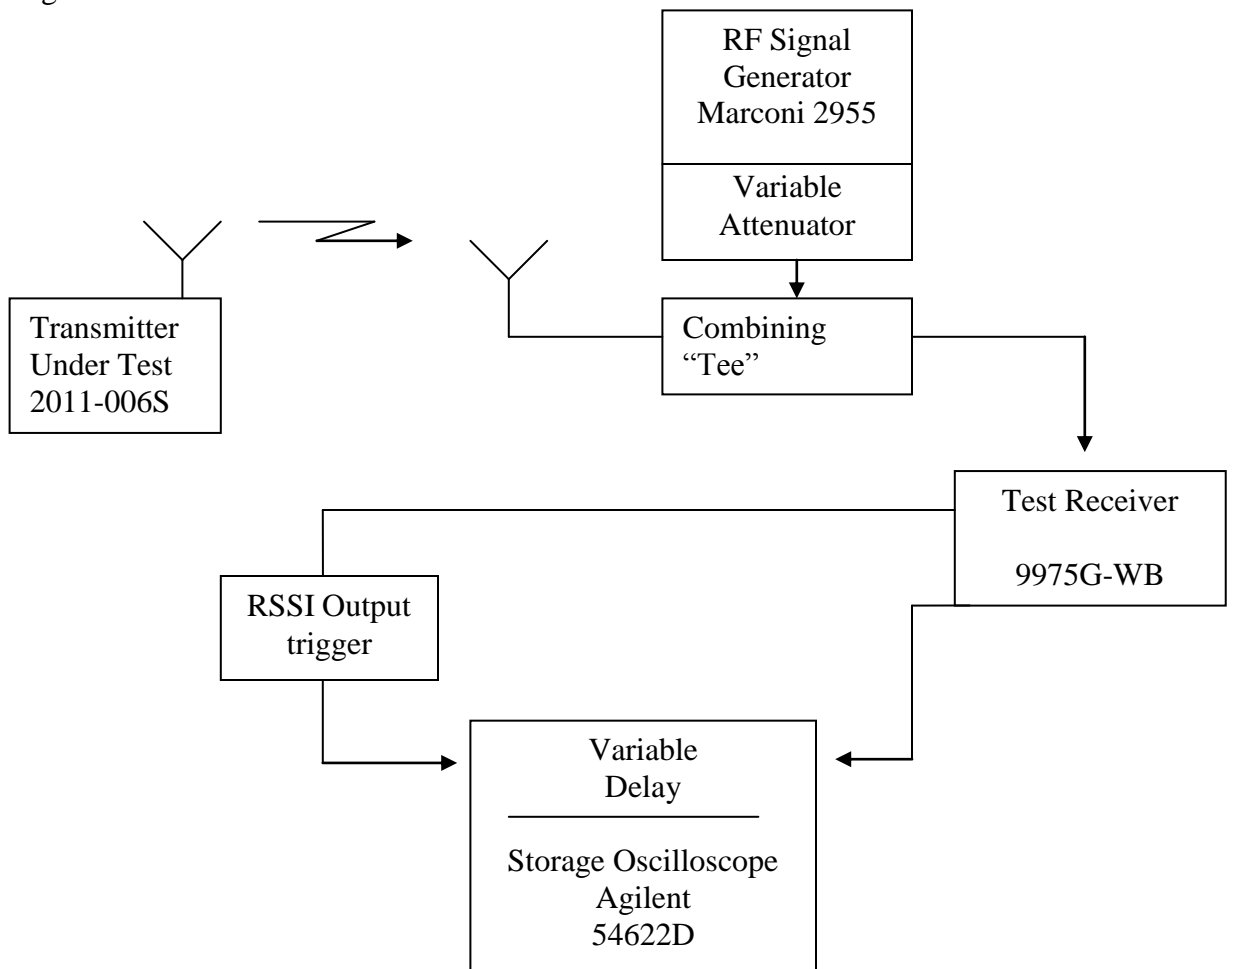 RF Signal
Generator
Marconi 2955
Variable
Attenuator
Transmitter
Under Test
2011-006S
Combining
“Tee”
Test Receiver
9975G-WB
RSSI Output
trigger
Variable
Delay
Storage Oscilloscope
Agilent
54622D